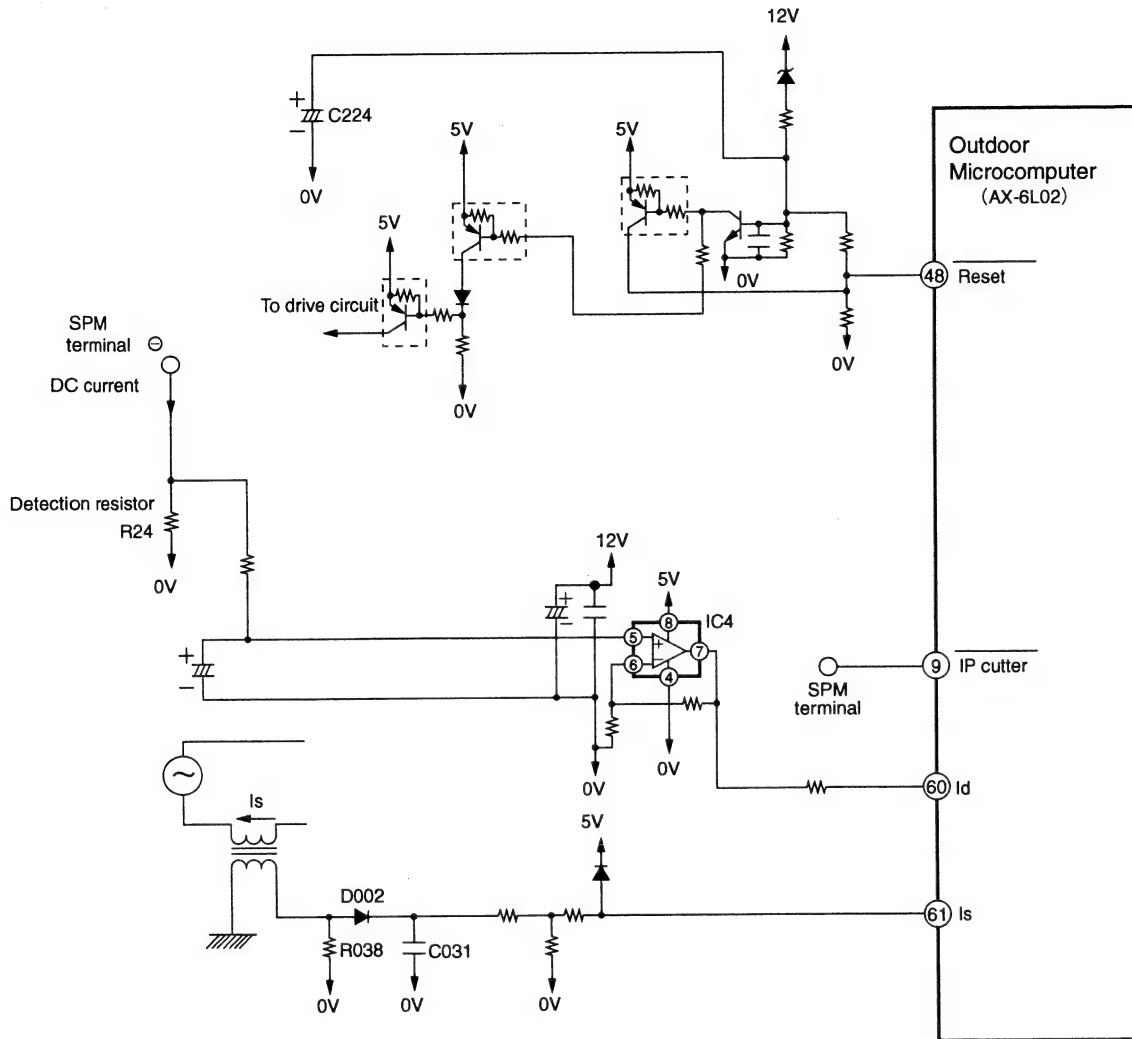 12V
+
C224
−
0V
5V
5V
5V
0V
Outdoor
Microcomputer
(AX-6L02)
48 Reset
To drive circuit
0V
0V
SPM
terminal ⊖
DC current
Detection resistor
R24
0V
12V
5V
+
−
8
IC4
5
+
7
6
−
4
+
−
SPM
terminal
9 IP cutter
0V
0V
60 Id
Is
5V
61 Is
D002
R038
C031
0V
0V
0V